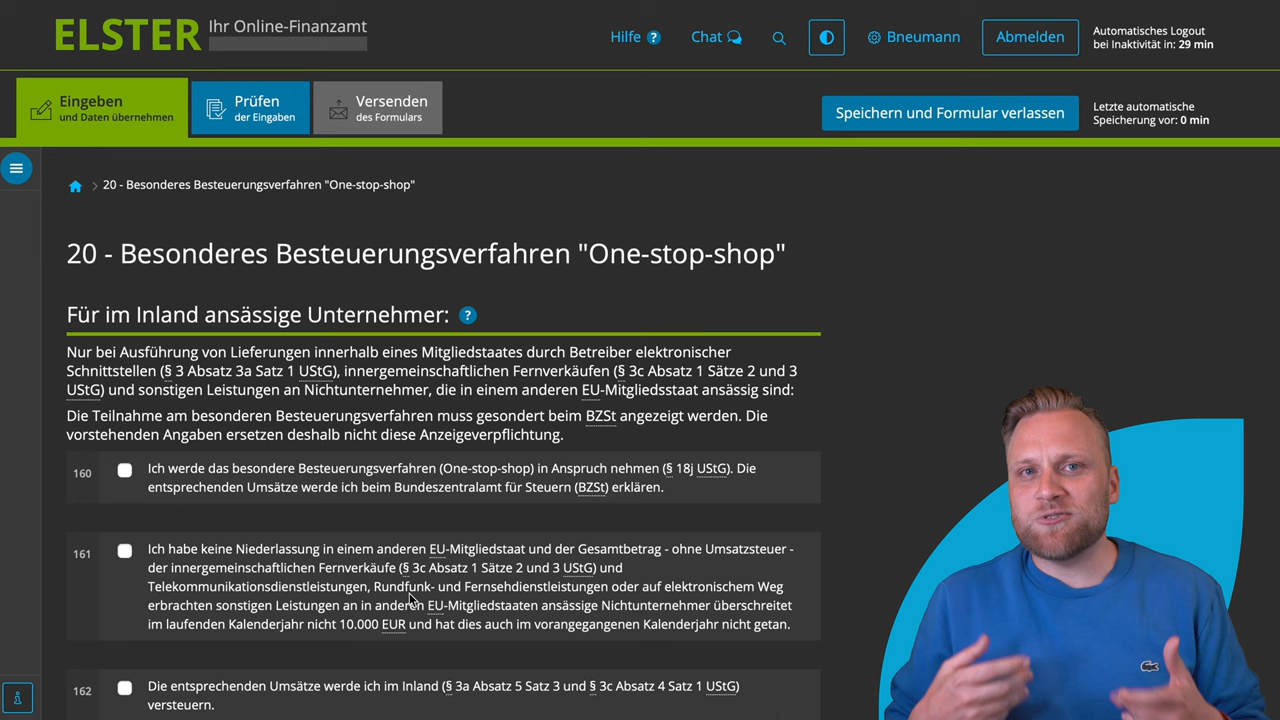 ELSTER Ihr Online-Finanzamt
Hilfe ?
Chat
Bneumann
Abmelden
Automatisches Logout
bei Inaktivität in: 29 min
Eingeben
und Daten übernehmen
Prüfen
der Eingaben
Versenden
des Formulars
Speichern und Formular verlassen
Letzte automatische
Speicherung vor: 0 min
20 - Besonderes Besteuerungsverfahren "One-stop-shop"
20 - Besonderes Besteuerungsverfahren "One-stop-shop"
Für im Inland ansässige Unternehmer: ?
Nur bei Ausführung von Lieferungen innerhalb eines Mitgliedstaates durch Betreiber elektronischer
Schnittstellen (§ 3 Absatz 3a Satz 1 UStG), innergemeinschaftlichen Fernverkäufen (§ 3c Absatz 1 Sätze 2 und 3
UStG) und sonstigen Leistungen an Nichtunternehmer, die in einem anderen EU-Mitgliedsstaat ansässig sind:
Die Teilnahme am besonderen Besteuerungsverfahren muss gesondert beim BZSt angezeigt werden. Die
vorstehenden Angaben ersetzen deshalb nicht diese Anzeigeverpflichtung.
160 Ich werde das besondere Besteuerungsverfahren (One-stop-shop) in Anspruch nehmen (§ 18j UStG). Die
entsprechenden Umsätze werde ich beim Bundeszentralamt für Steuern (BZSt) erklären.
161 Ich habe keine Niederlassung in einem anderen EU-Mitgliedstaat und der Gesamtbetrag - ohne Umsatzsteuer -
der innergemeinschaftlichen Fernverkäufe (§ 3c Absatz 1 Sätze 2 und 3 UStG) und
Telekommunikationsdienstleistungen, Rundfunk- und Fernsehdienstleistungen oder auf elektronischem Weg
erbrachten sonstigen Leistungen an in anderen EU-Mitgliedstaaten ansässige Nichtunternehmer überschreitet
im laufenden Kalenderjahr nicht 10.000 EUR und hat dies auch im vorangegangenen Kalenderjahr nicht getan.
162 Die entsprechenden Umsätze werde ich im Inland (§ 3a Absatz 5 Satz 3 und § 3c Absatz 4 Satz 1 UStG)
versteuern.